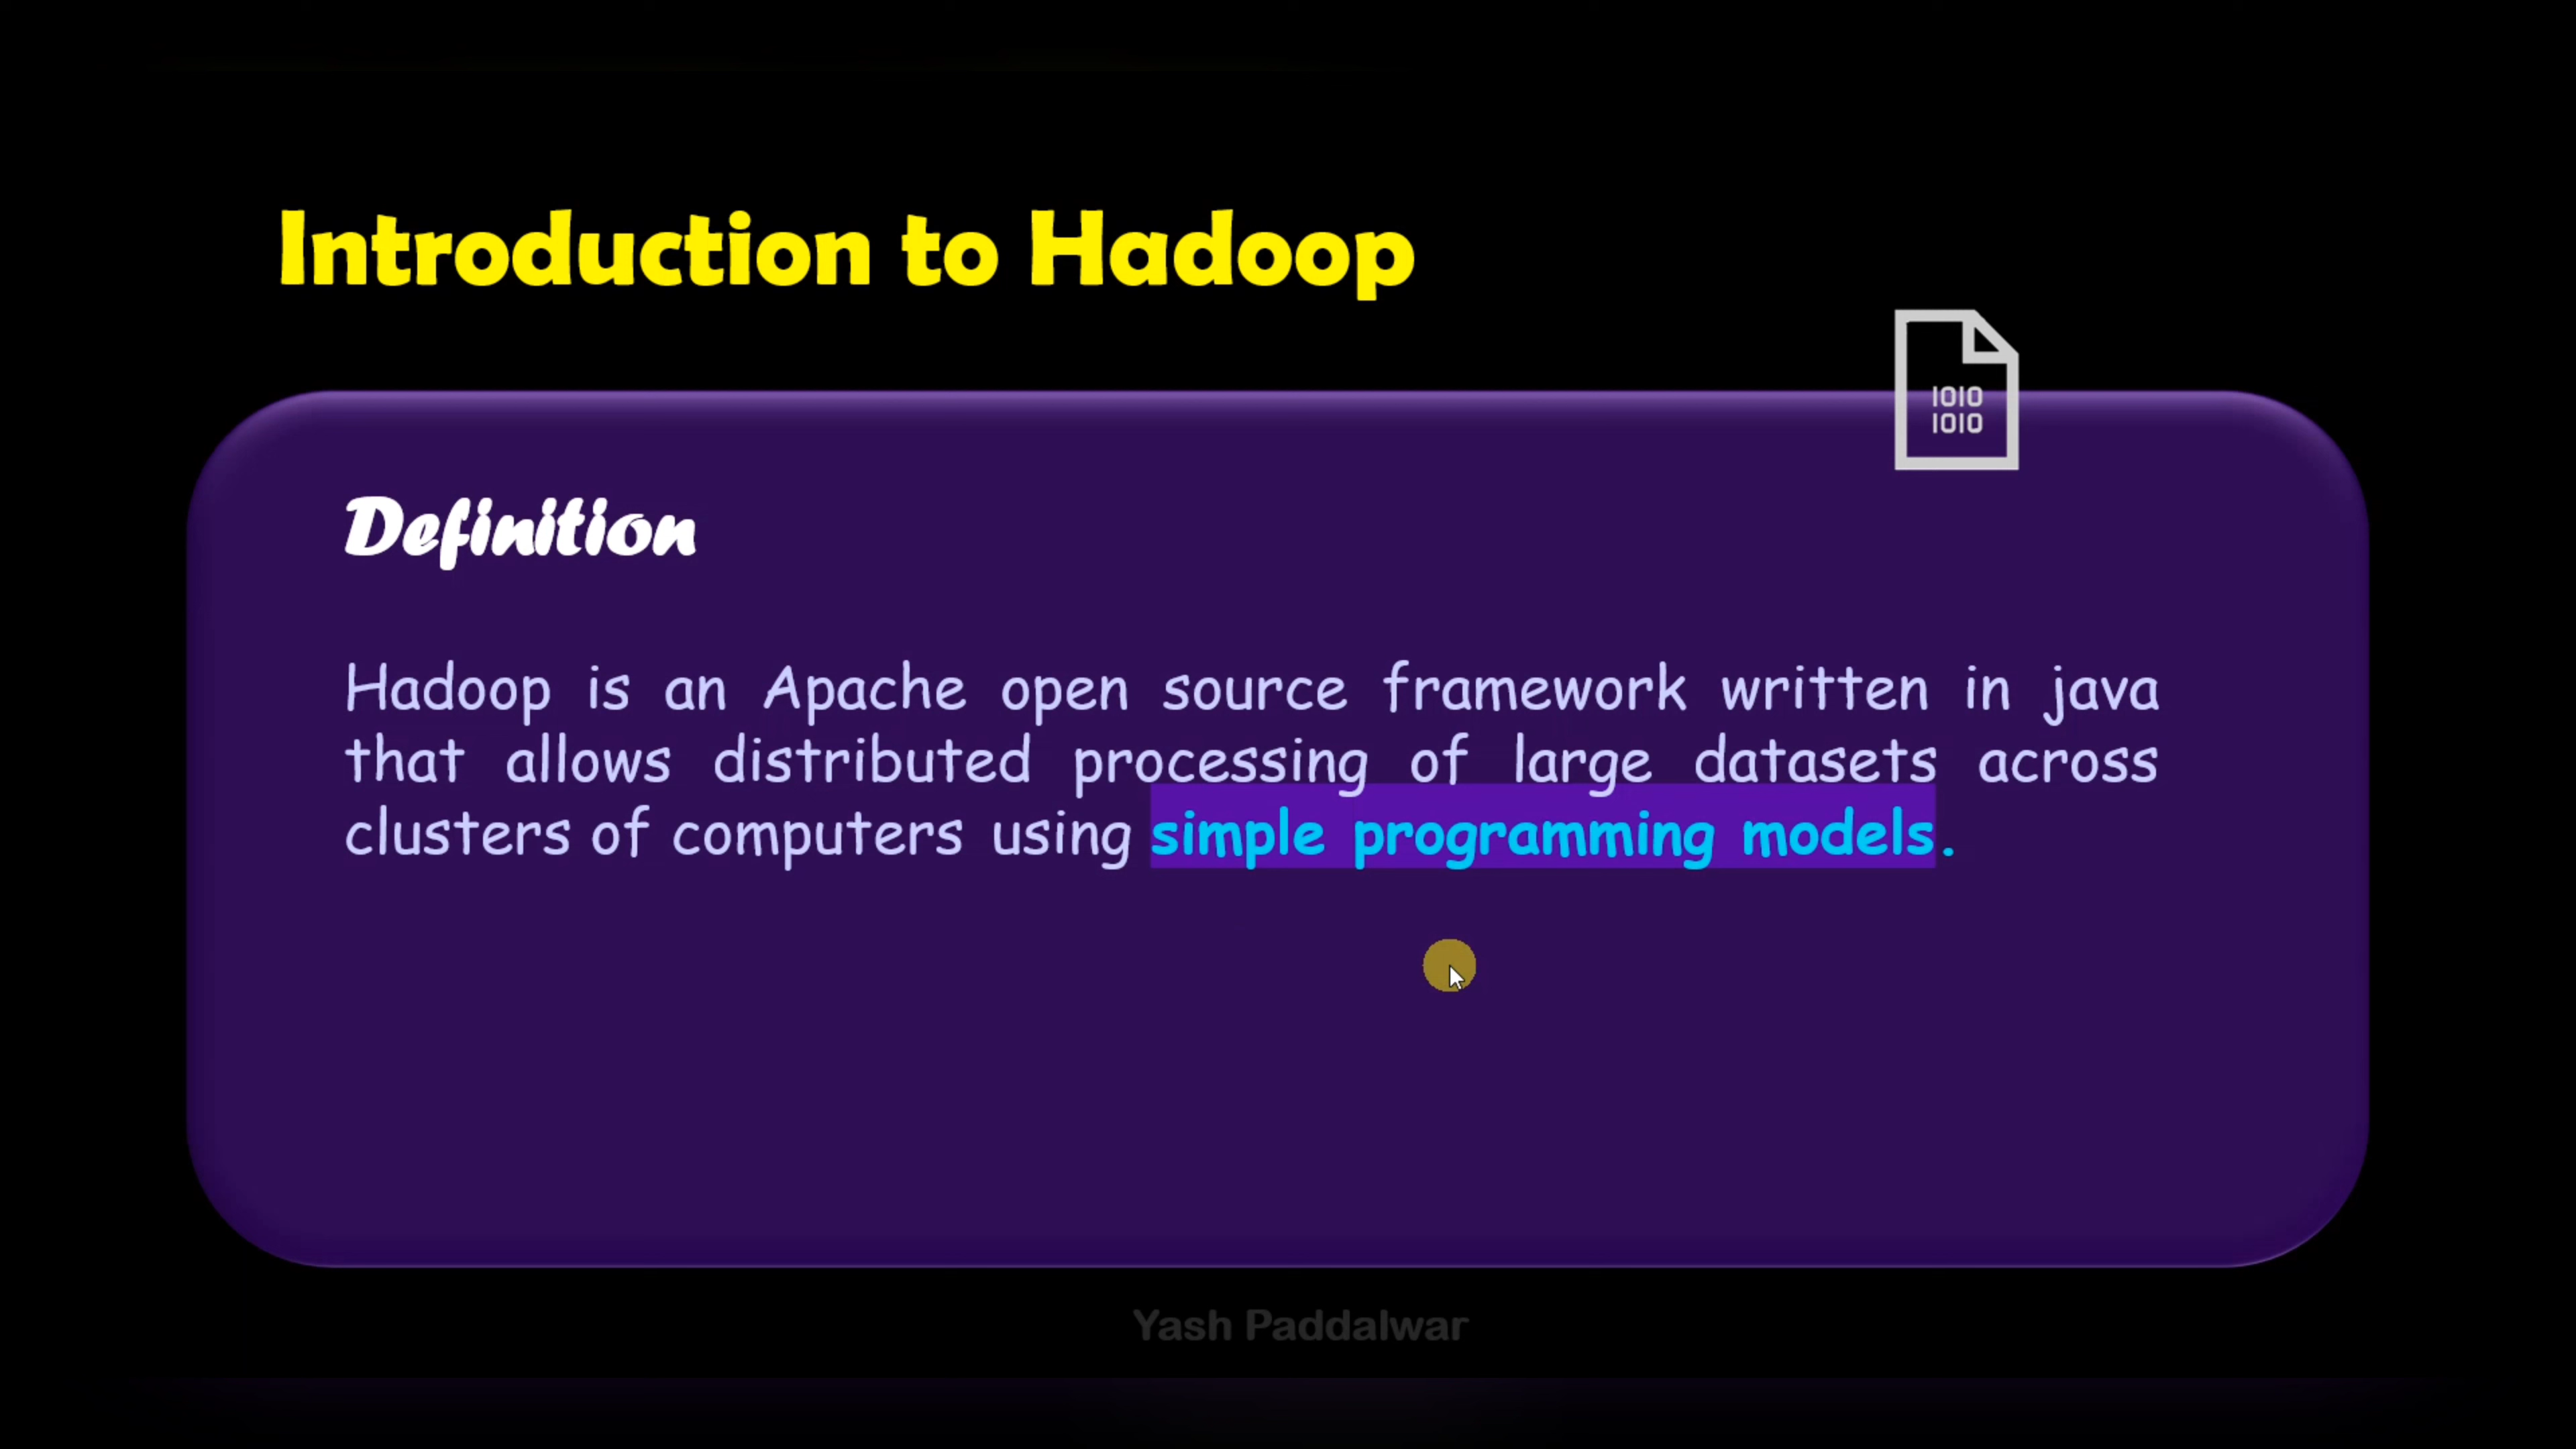 Introduction to Hadoop
1010
1010
Definition
Hadoop is an Apache open source framework written in java
that allows distributed processing of large datasets across
clusters of computers using simple programming models.
Yash Paddalwar